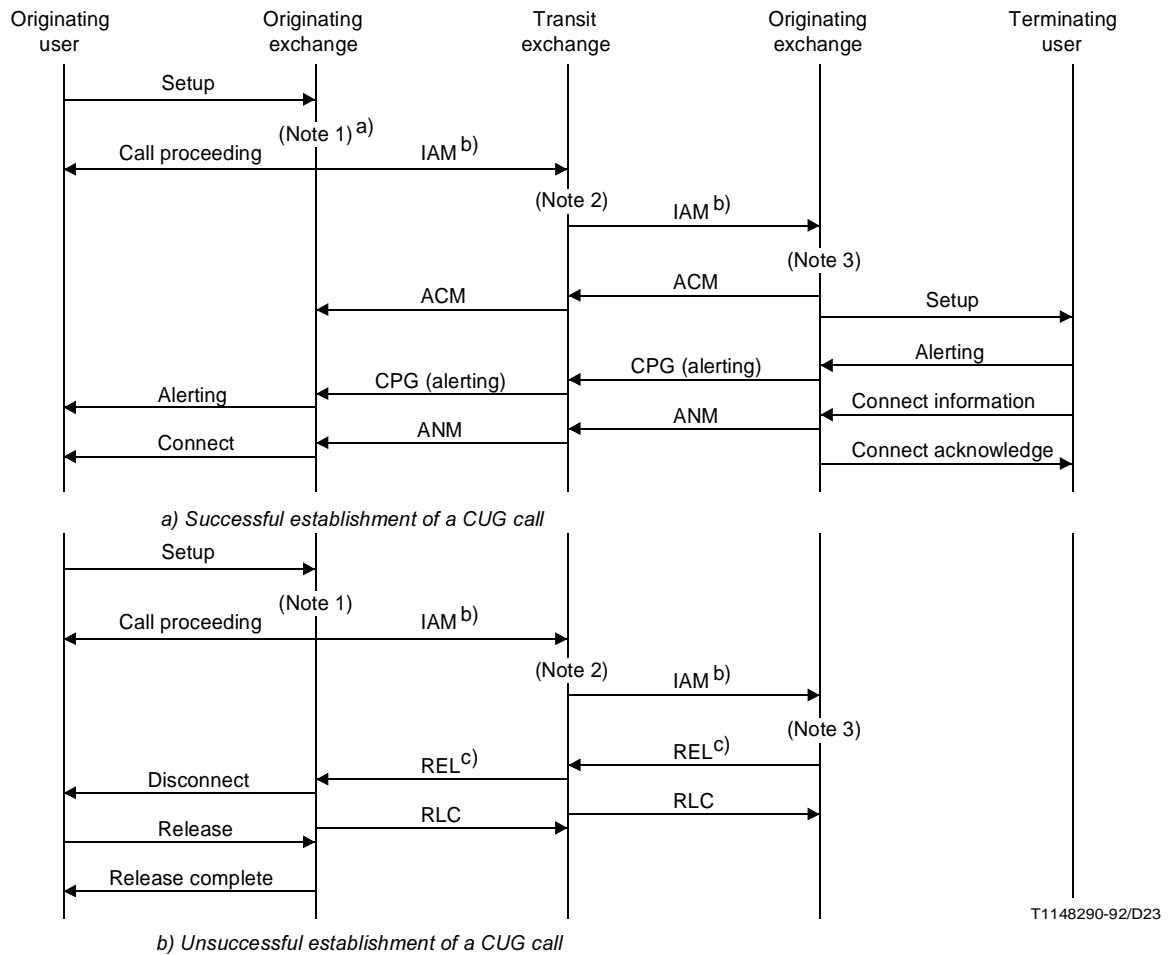 Originating user
Originating exchange
Transit exchange
Originating exchange
Terminating user
Setup
(Note 1) a)
Call proceeding
IAM b)
(Note 2)
IAM b)
(Note 3)
ACM
ACM
Setup
Alerting
CPG (alerting)
CPG (alerting)
Alerting
Connect information
ANM
ANM
Connect
Connect acknowledge
a) Successful establishment of a CUG call
Setup
(Note 1)
Call proceeding
IAM b)
(Note 2)
IAM b)
(Note 3)
REL c)
REL c)
Disconnect
RLC
RLC
Release
Release complete
T1148290-92/D23
b) Unsuccessful establishment of a CUG call